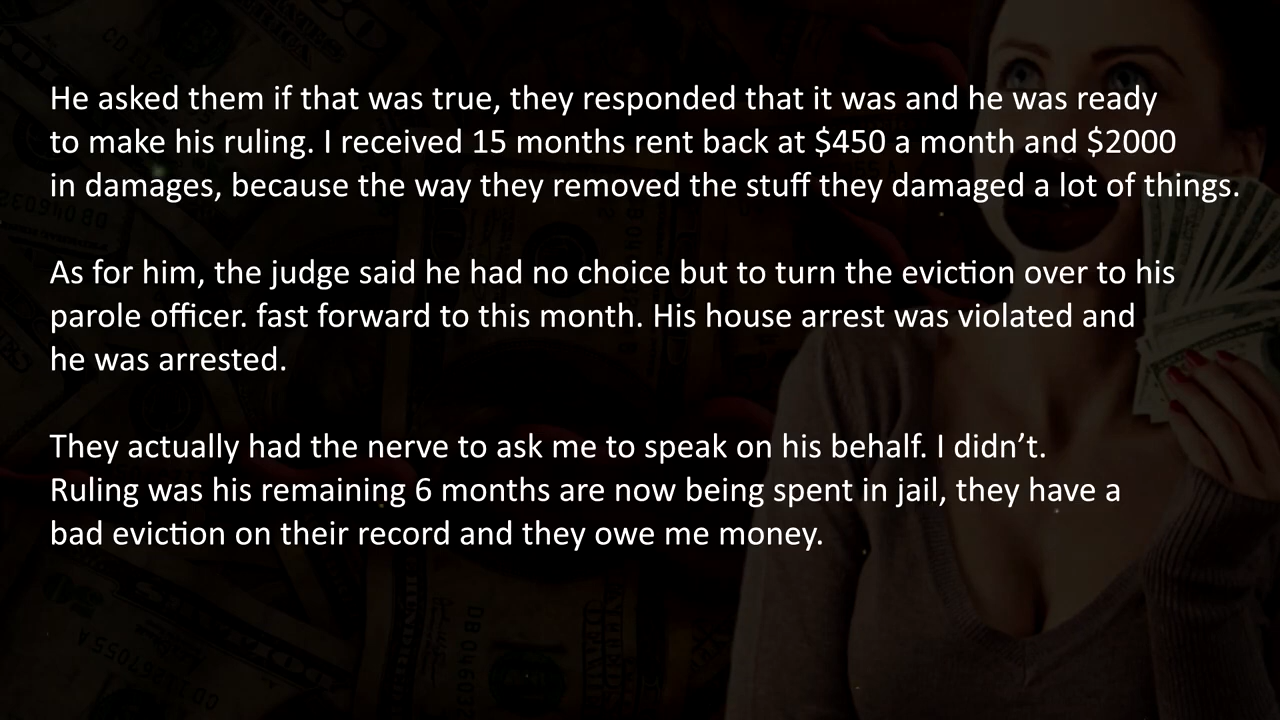 He asked them if that was true, they responded that it was and he was ready
to make his ruling. I received 15 months rent back at $450 a month and $2000
in damages, because the way they removed the stuff they damaged a lot of things.
As for him, the judge said he had no choice but to turn the eviction over to his
parole officer. fast forward to this month. His house arrest was violated and
he was arrested.
They actually had the nerve to ask me to speak on his behalf. I didn’t.
Ruling was his remaining 6 months are now being spent in jail, they have a
bad eviction on their record and they owe me money.